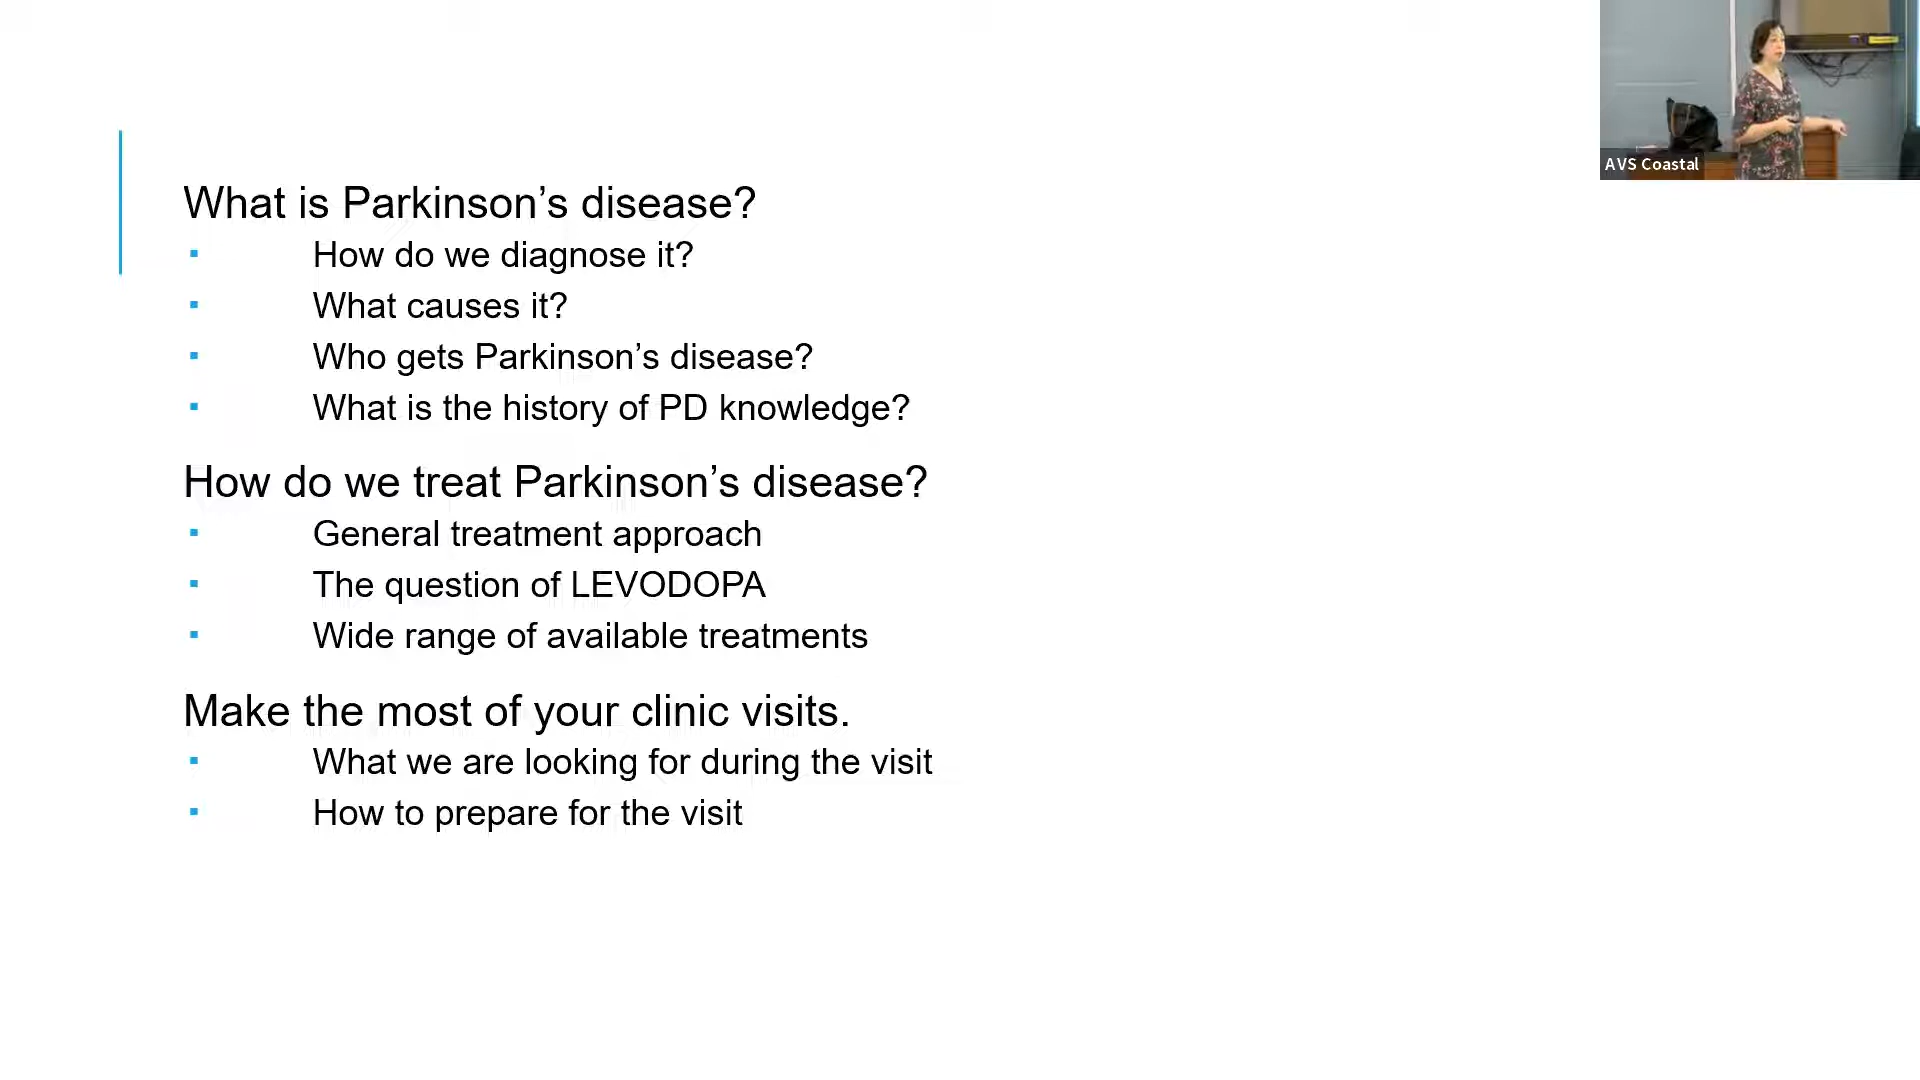 What is Parkinson’s disease?
▪ How do we diagnose it?
▪ What causes it?
▪ Who gets Parkinson’s disease?
▪ What is the history of PD knowledge?
How do we treat Parkinson’s disease?
▪ General treatment approach
▪ The question of LEVODOPA
▪ Wide range of available treatments
Make the most of your clinic visits.
▪ What we are looking for during the visit
▪ How to prepare for the visit
AVS Coastal